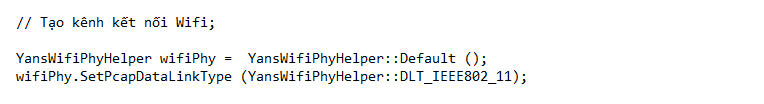 // Tạo kênh kết nối Wifi;
YansWifiPhyHelper wifiPhy =  YansWifiPhyHelper::Default ();
wifiPhy.SetPcapDataLinkType (YansWifiPhyHelper::DLT_IEEE802_11);